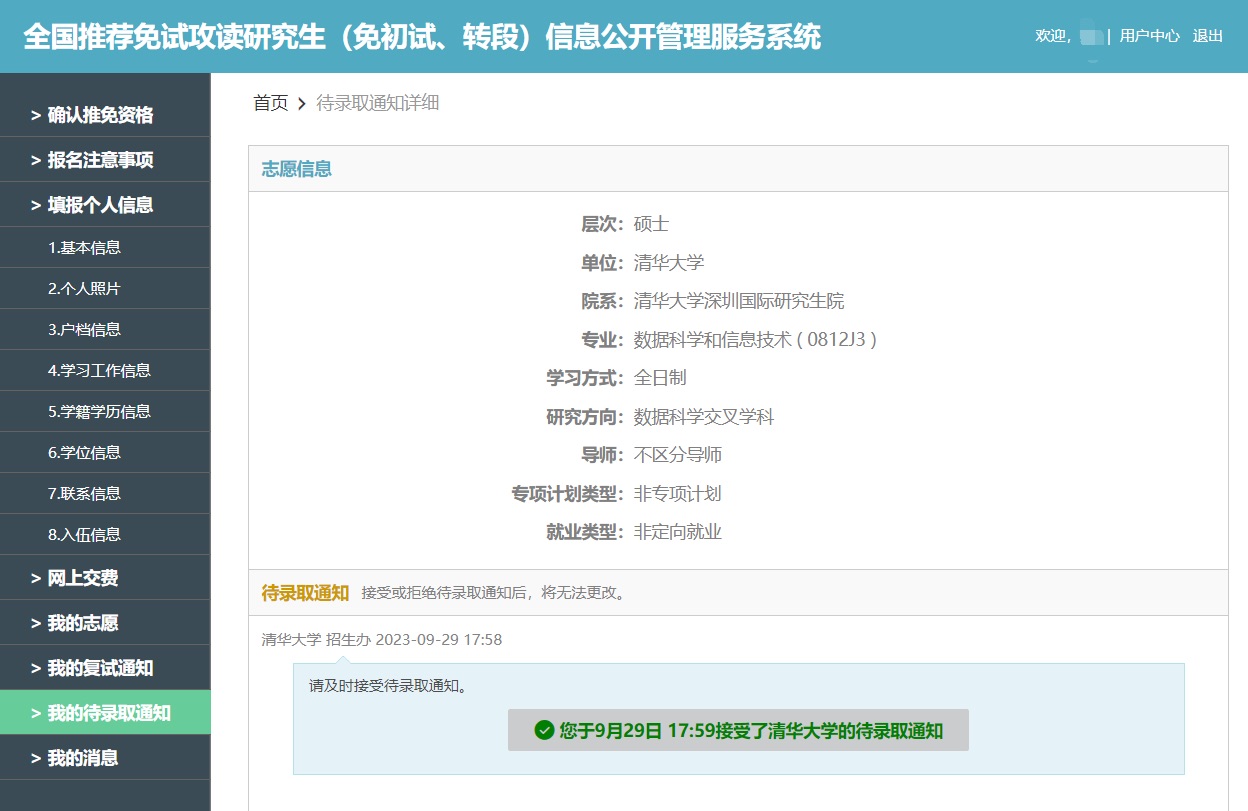 全国推荐免试攻读研究生（免初试、转段）信息公开管理服务系统
欢迎, | 用户中心 退出
> 确认推免资格
> 报名注意事项
> 填报个人信息
1.基本信息
2.个人照片
3.户档信息
4.学习工作信息
5.学籍学历信息
6.学位信息
7.联系信息
8.入伍信息
> 网上交费
> 我的志愿
> 我的复试通知
> 我的待录取通知
> 我的消息
首页 > 待录取通知详细
志愿信息
层次: 硕士
单位: 清华大学
院系: 清华大学深圳国际研究生院
专业: 数据科学和信息技术 ( 0812J3 )
学习方式: 全日制
研究方向: 数据科学交叉学科
导师: 不区分导师
专项计划类型: 非专项计划
就业类型: 非定向就业
待录取通知 接受或拒绝待录取通知后，将无法更改。
清华大学 招生办 2023-09-29 17:58
请及时接受待录取通知。
您于9月29日 17:59接受了清华大学的待录取通知